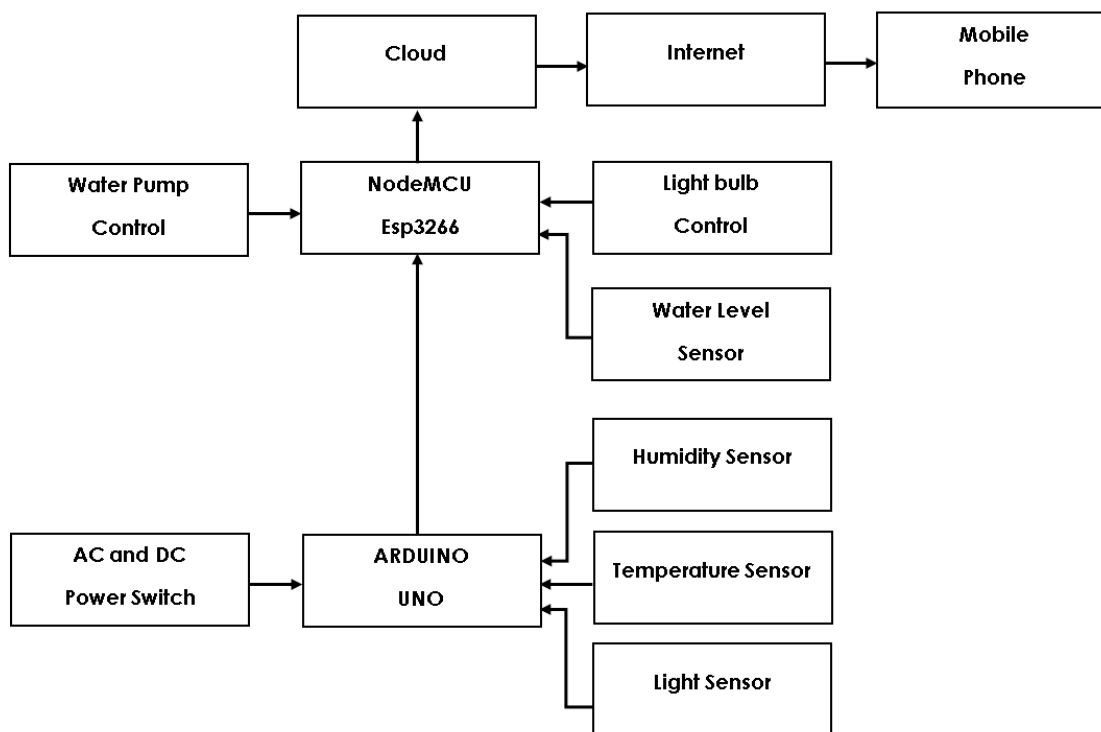 Cloud
Internet
Mobile
Phone
Water Pump
Control
NodeMCU
Esp3266
Light bulb
Control
Water Level
Sensor
Humidity Sensor
AC and DC
Power Switch
ARDUINO
UNO
Temperature Sensor
Light Sensor